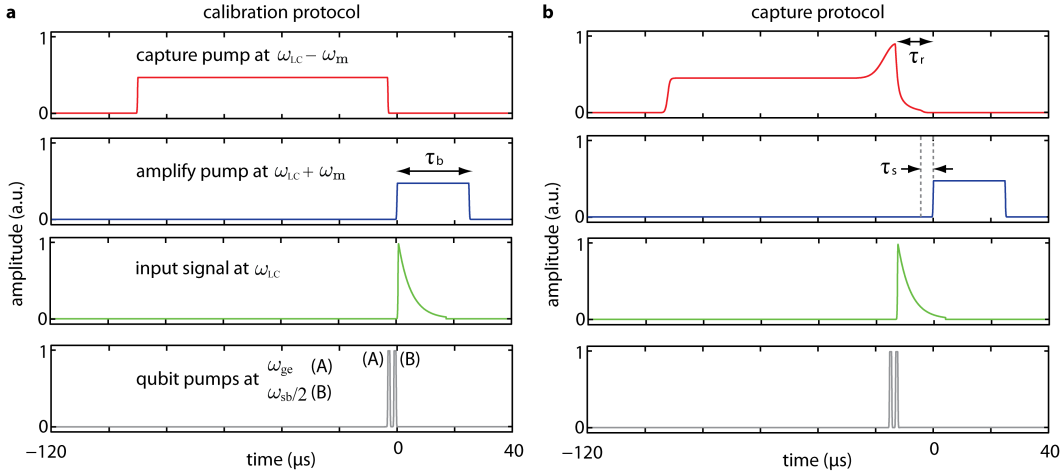 a
calibration protocol
1
capture pump at ω_LC − ω_m
0
1
amplify pump at ω_LC + ω_m
τ_b
0
1
input signal at ω_LC
0
1
qubit pumps at ω_ge (A)
ω_sb/2 (B)
(A) (B)
0
−120 0 40
time (μs)
amplitude (a.u.)
b
capture protocol
1
τ_r
0
1
τ_s
0
1
0
1
0
−120 0 40
time (μs)
amplitude (a.u.)